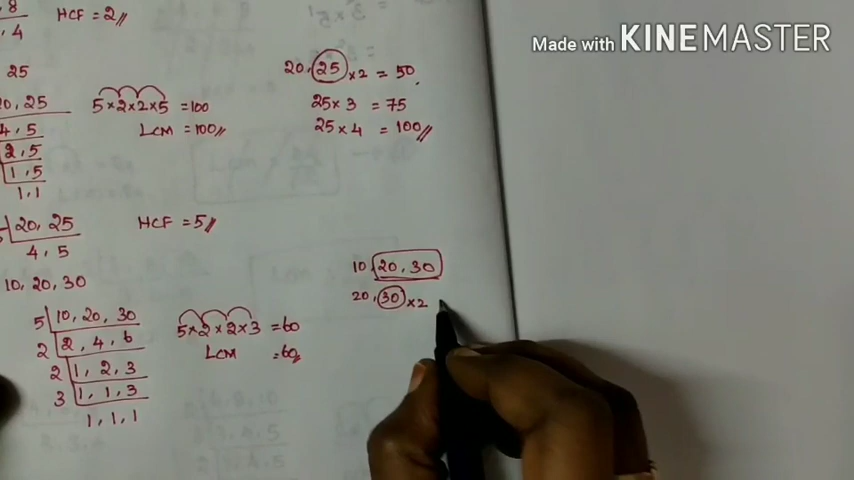 8
, 4
HCF = 2//
25
20, 25
4, 5
2, 5
1, 5
1, 1
5×2×2×5 = 100
LCM = 100//
20, 25 ×2 = 50
25×3 = 75
25×4 = 100//
20, 25
4, 5
HCF = 5//
10, 20, 30
5 10, 20, 30
2 2, 4, 6
2 1, 2, 3
3 1, 1, 3
1, 1, 1
5×2×2×3 = 60
LCM = 60
10, 20, 30
20, 30 ×2
Made with KINEMASTER